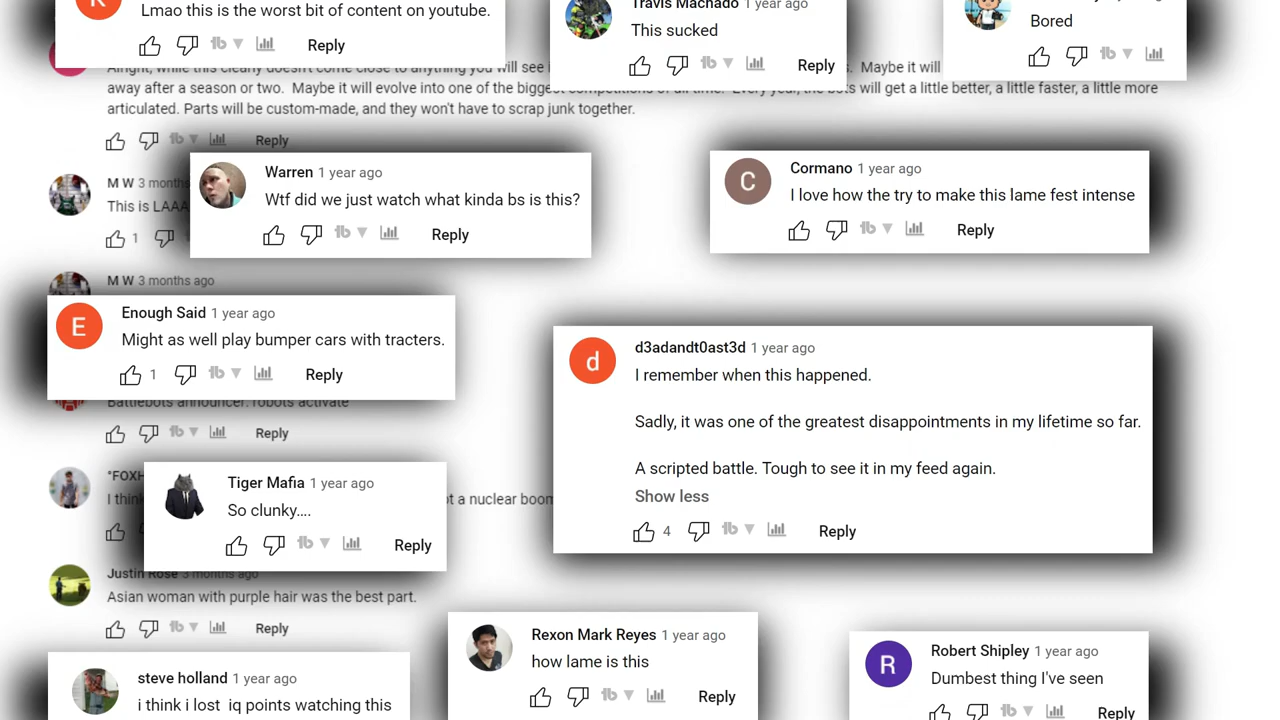 Lmao this is the worst bit of content on youtube.
Reply
Travis Machado 1 year ago
This sucked
Reply
Bored
Alright, while this clearly doesn't come close to anything you will see i
Maybe it will
away after a season or two. Maybe it will evolve into one of the biggest competitions of all time. Every year, the bots will get a little better, a little faster, a little more
articulated. Parts will be custom-made, and they won't have to scrap junk together.
Reply
M W 3 months
This is LAAA
1
Warren 1 year ago
Wtf did we just watch what kinda bs is this?
Reply
Cormano 1 year ago
I love how the try to make this lame fest intense
Reply
M W 3 months ago
Enough Said 1 year ago
Might as well play bumper cars with tracters.
1 Reply
Battlebots announcer: robots activate
Reply
d3adandt0ast3d 1 year ago
I remember when this happened.
Sadly, it was one of the greatest disappointments in my lifetime so far.
A scripted battle. Tough to see it in my feed again.
Show less
4 Reply
°FOXH
I thin
ot a nuclear boom
Tiger Mafia 1 year ago
So clunky....
Reply
Justin Rose 3 months ago
Asian woman with purple hair was the best part.
Reply
steve holland 1 year ago
i think i lost iq points watching this
Rexon Mark Reyes 1 year ago
how lame is this
Reply
Robert Shipley 1 year ago
Dumbest thing I've seen
Reply